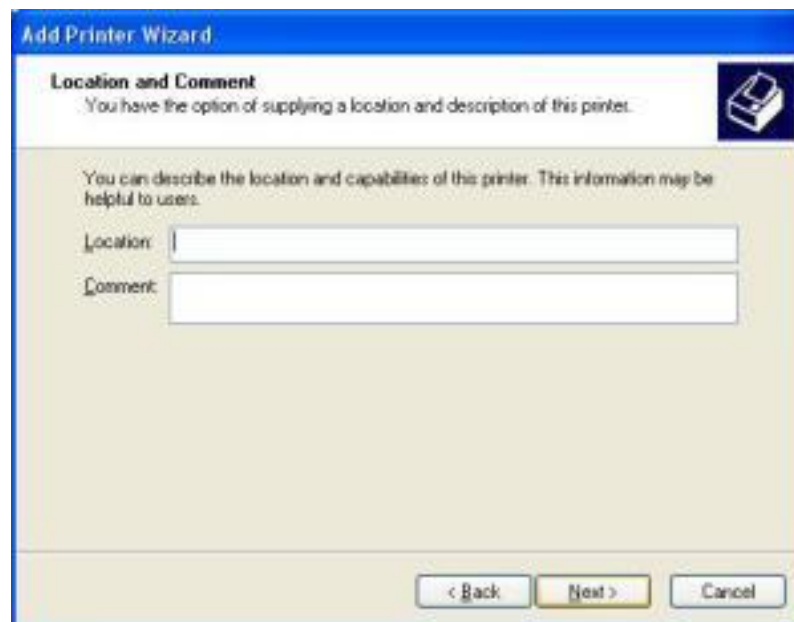 Add Printer Wizard
Location and Comment
You have the option of supplying a location and description of this printer.
You can describe the location and capabilities of this printer. This information may be
helpful to users.
Location:
Comment:
< Back
Next >
Cancel